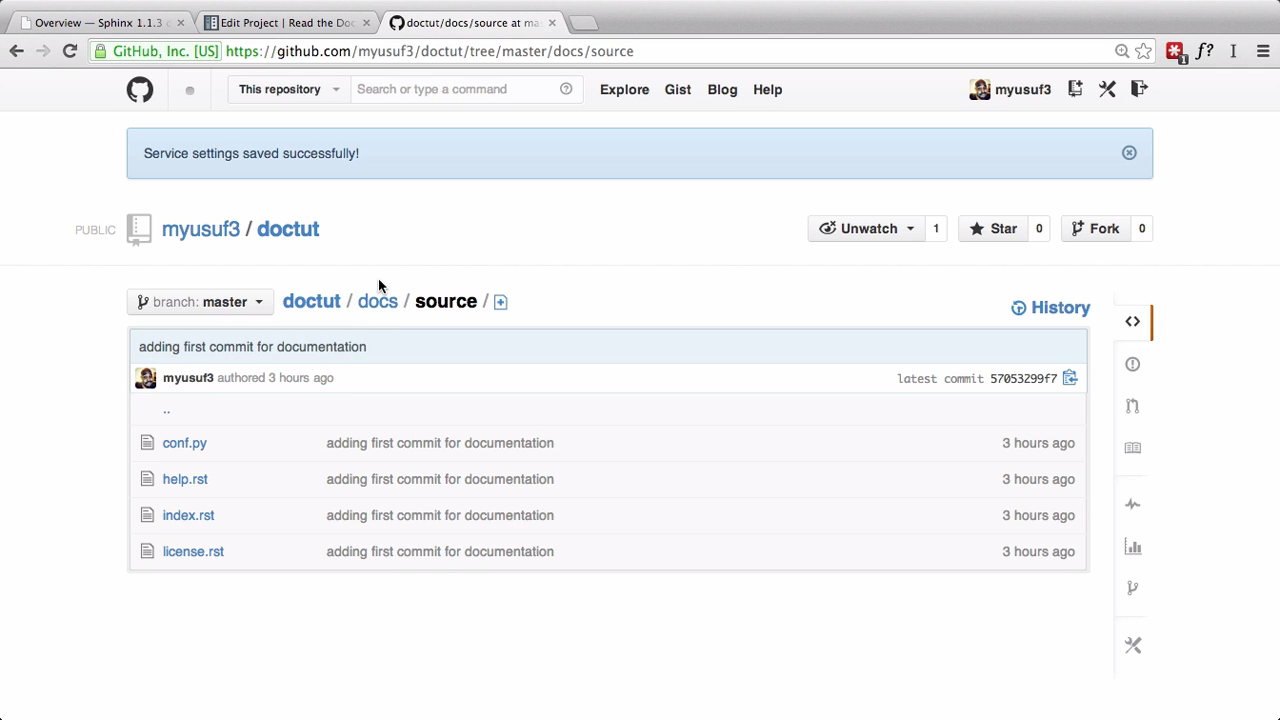 Overview — Sphinx 1.1.3
Edit Project | Read the Doc
doctut/docs/source at mas
GitHub, Inc. [US] https://github.com/myusuf3/doctut/tree/master/docs/source
1
f?
This repository
Search or type a command
Explore
Gist
Blog
Help
myusuf3
Service settings saved successfully!
PUBLIC
myusuf3 / doctut
Unwatch
1
Star
0
Fork
0
branch: master
doctut / docs / source /
History
adding first commit for documentation
myusuf3 authored 3 hours ago
latest commit 57053299f7
..
conf.py adding first commit for documentation 3 hours ago
help.rst adding first commit for documentation 3 hours ago
index.rst adding first commit for documentation 3 hours ago
license.rst adding first commit for documentation 3 hours ago